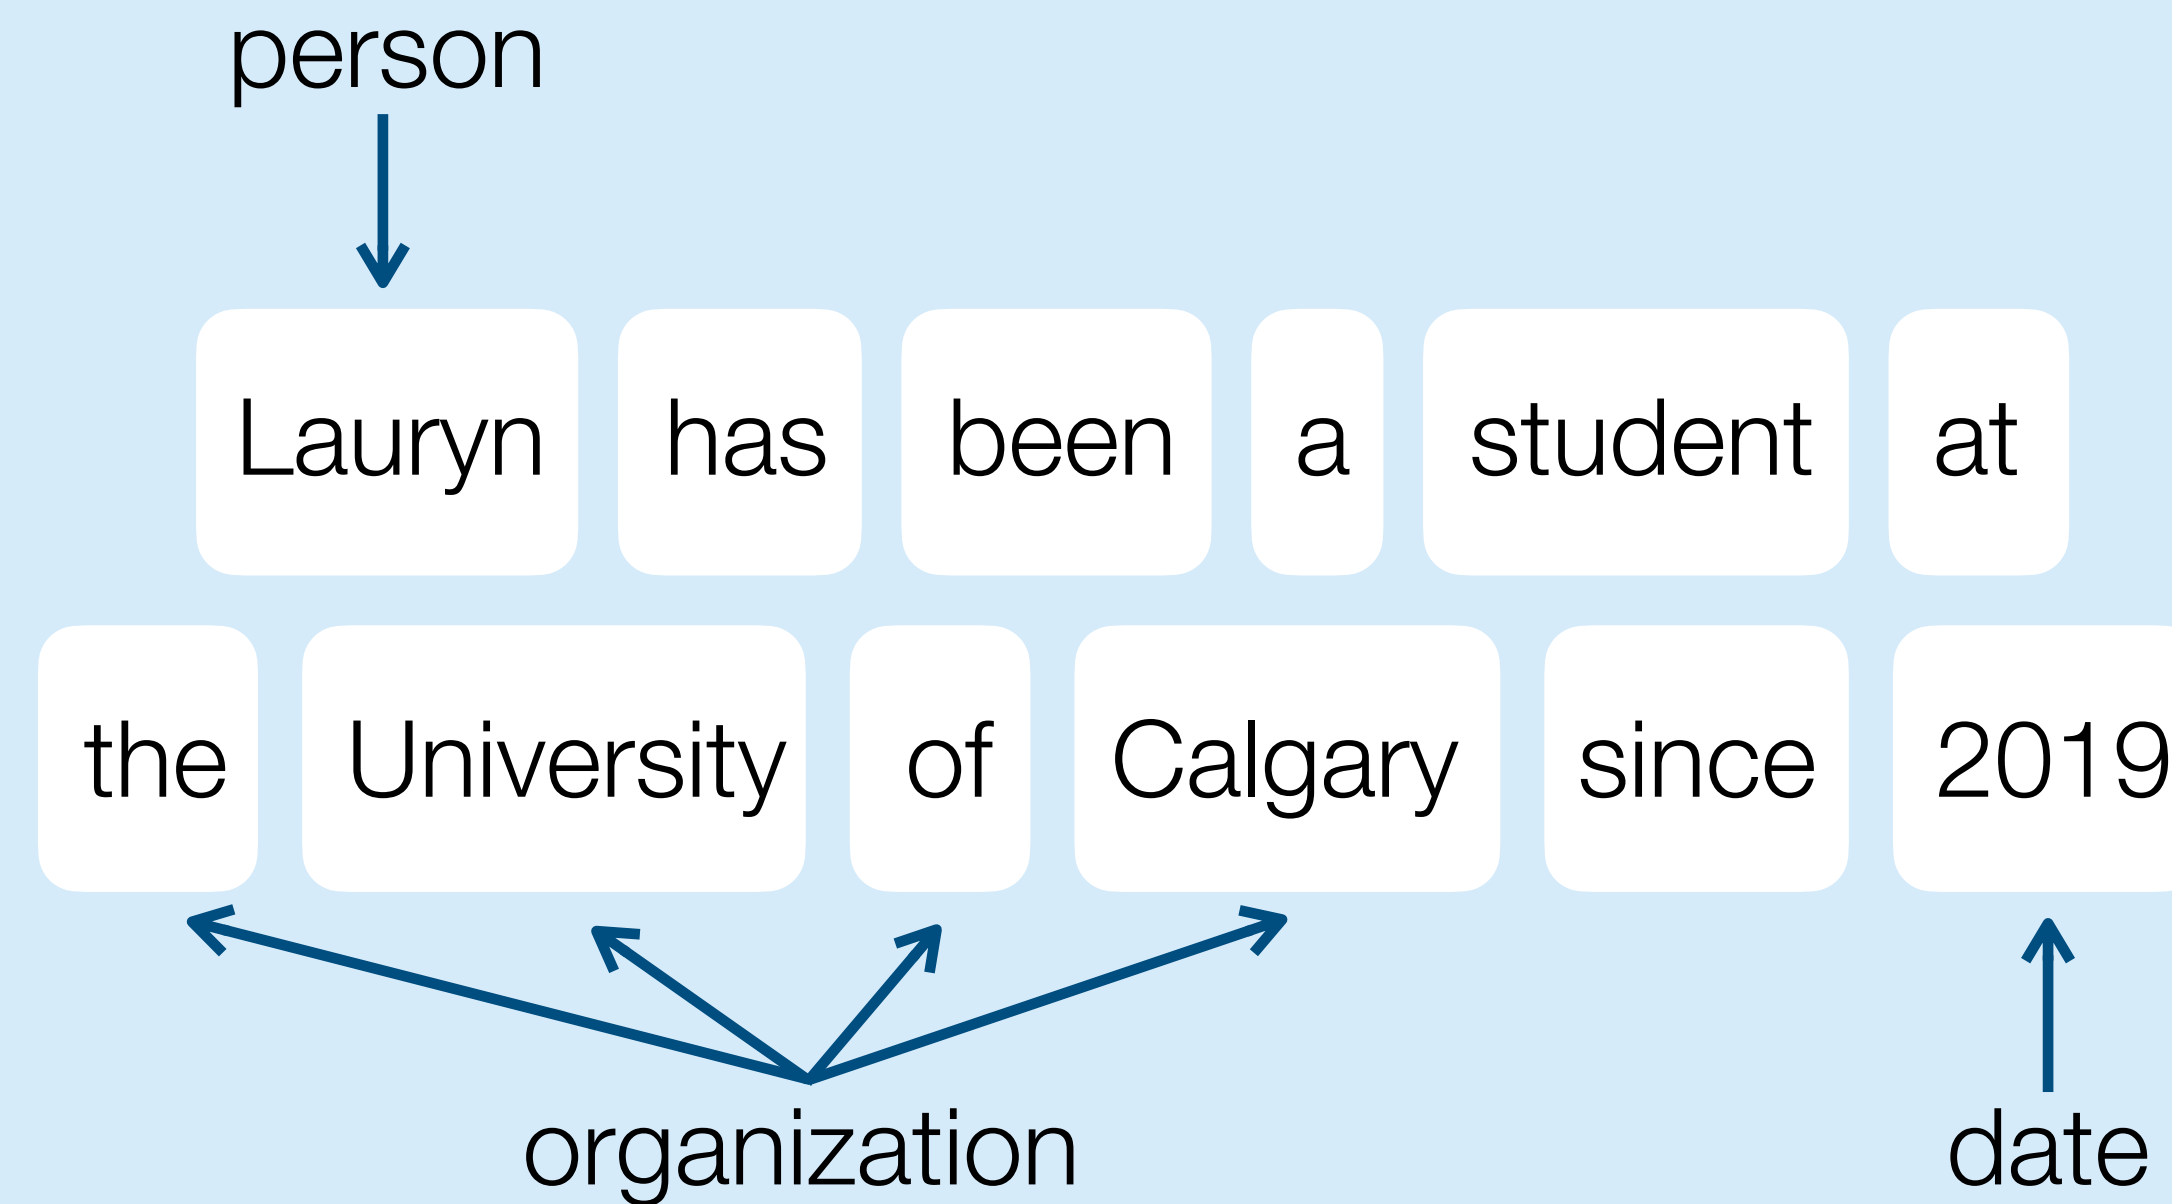 person
Lauryn has been a student at
the University of Calgary since 2019
organization date